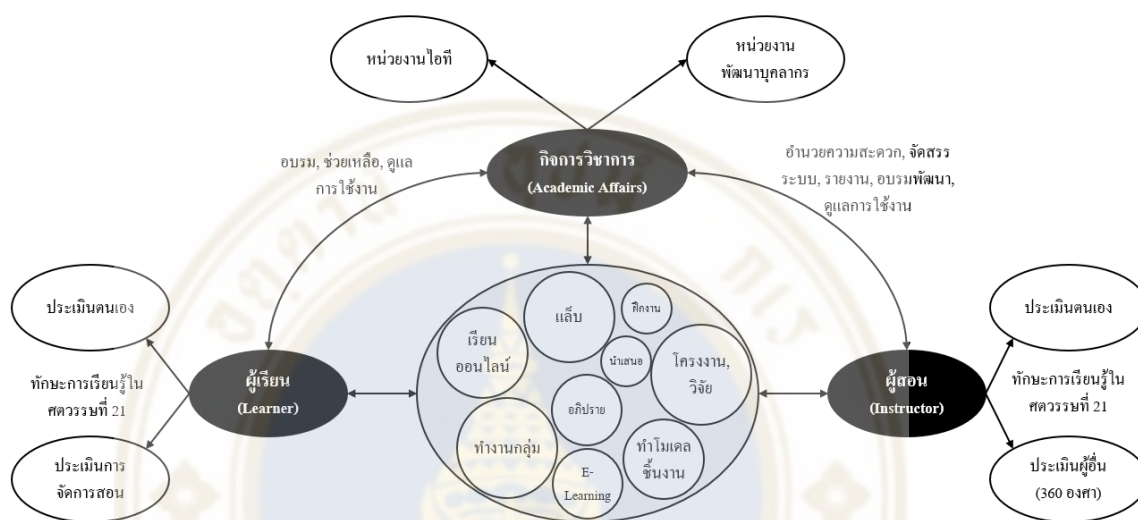 หน่วยงานไอที
หน่วยงาน
พัฒนาบุคลากร
กิจการวิชาการ
(Academic Affairs)
อบรม, ช่วยเหลือ, ดูแล
การใช้งาน
อำนวยความสะดวก, จัดสรร
ระบบ, รายงาน, อบรมพัฒนา,
ดูแลการใช้งาน
ประเมินตนเอง
ทักษะการเรียนรู้ใน
ศตวรรษที่ 21
ประเมินการ
จัดการสอน
ผู้เรียน
(Learner)
แล็บ
ฝึกงาน
เรียน
ออนไลน์
นำเสนอ
โครงงาน,
วิจัย
อภิปราย
ทำงานกลุ่ม
ทำโมเดล
ชิ้นงาน
E-
Learning
ผู้สอน
(Instructor)
ประเมินตนเอง
ทักษะการเรียนรู้ใน
ศตวรรษที่ 21
ประเมินผู้อื่น
(360 องศา)